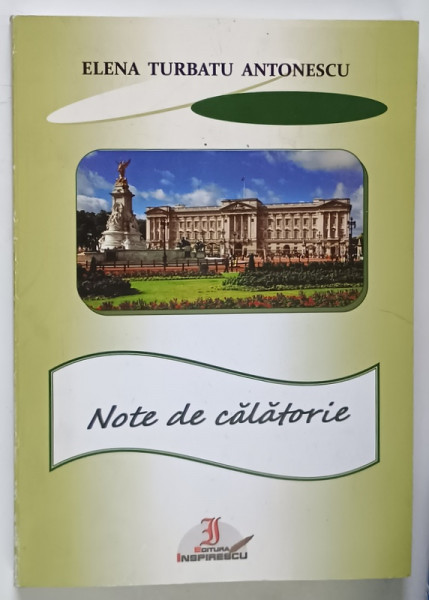 ELENA TURBATU ANTONESCU
Note de călătorie
EDITURA
INSPIRESCU